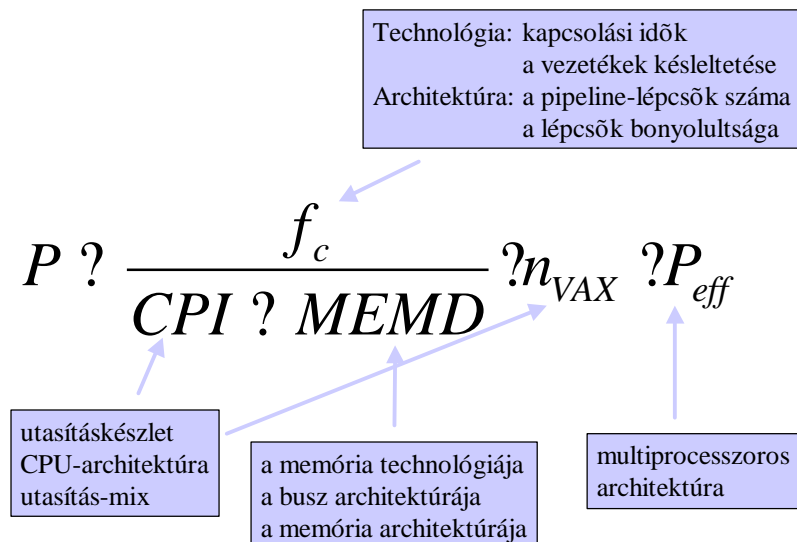 Technológia: kapcsolási idõk
a vezetékek késleltetése
Architektúra: a pipeline-lépcsõk száma
a lépcsõk bonyolultsága
f_c
P ? ?n_VAX ?P_eff
CPI ? MEMD
utasításkészlet
CPU-architektúra
utasítás-mix
a memória technológiája
a busz architektúrája
a memória architektúrája
multiprocesszoros
architektúra